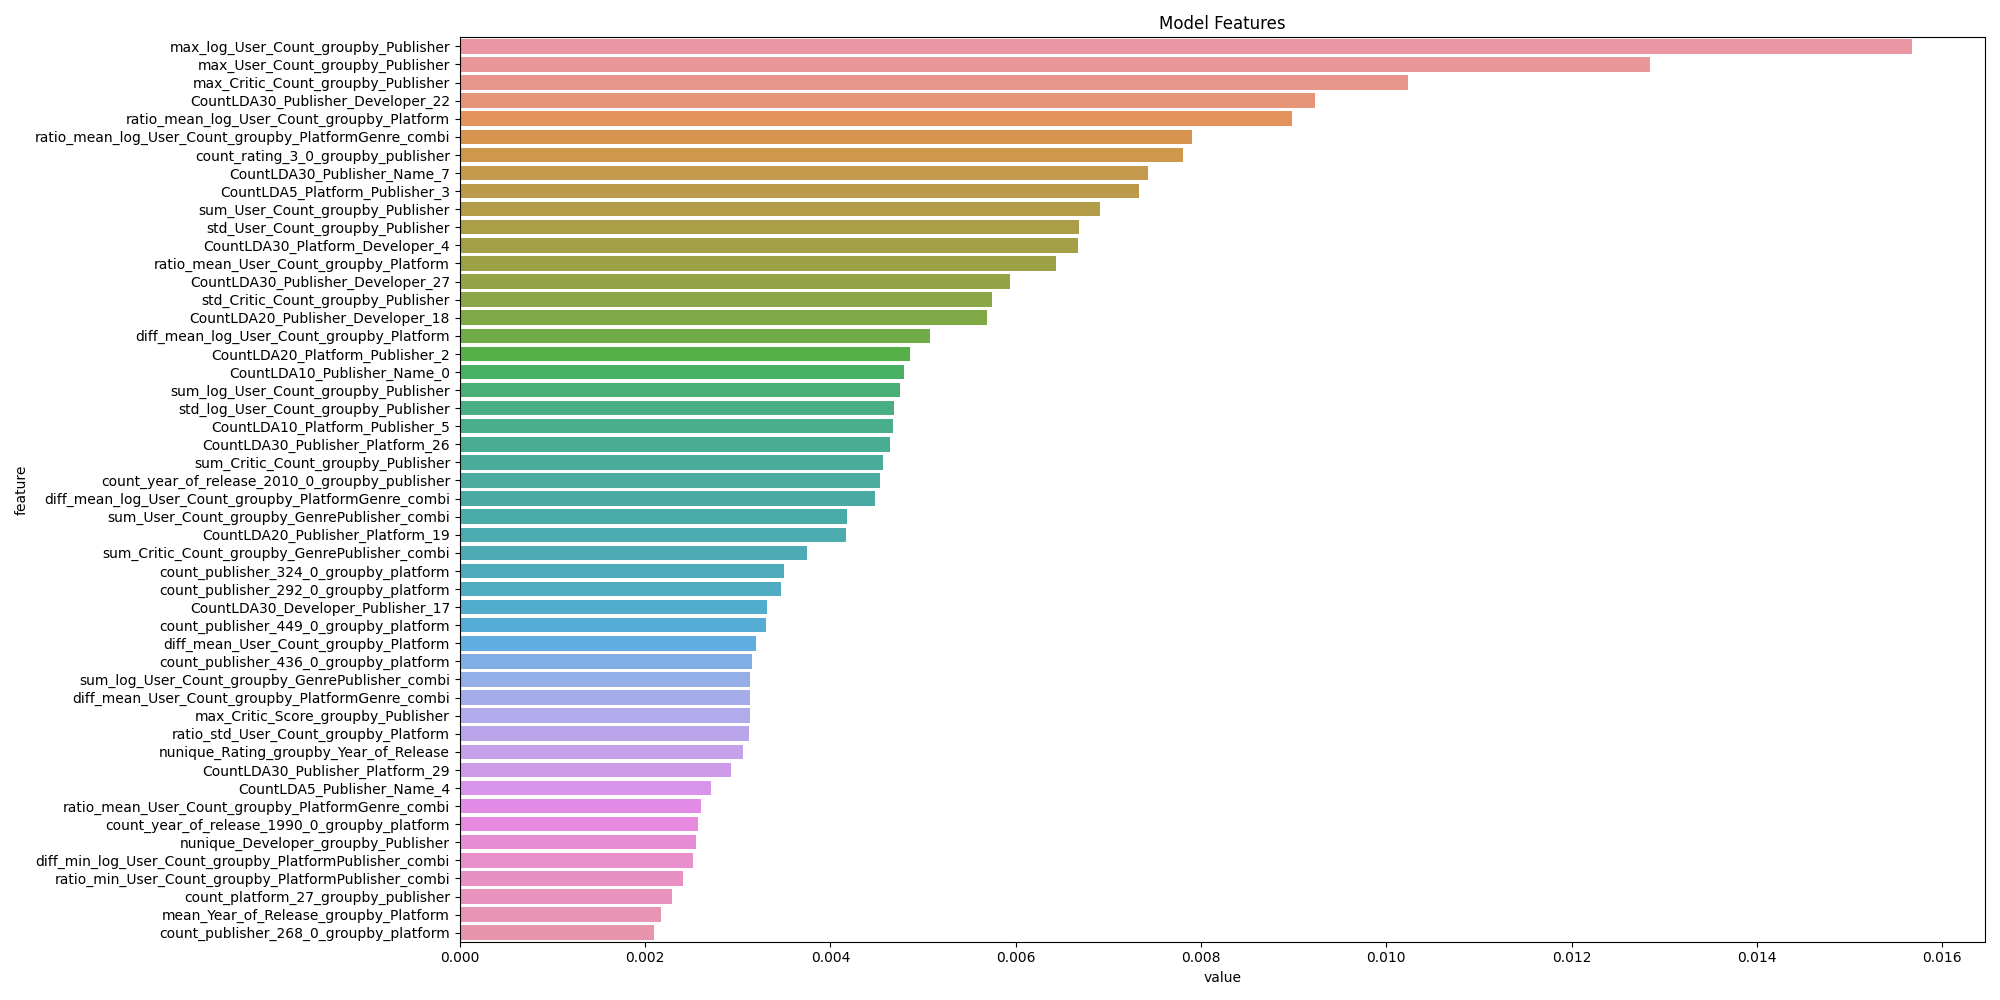 Model Features
max_log_User_Count_groupby_Publisher
max_User_Count_groupby_Publisher
max_Critic_Count_groupby_Publisher
CountLDA30_Publisher_Developer_22
ratio_mean_log_User_Count_groupby_Platform
ratio_mean_log_User_Count_groupby_PlatformGenre_combi
count_rating_3_0_groupby_publisher
CountLDA30_Publisher_Name_7
CountLDA5_Platform_Publisher_3
sum_User_Count_groupby_Publisher
std_User_Count_groupby_Publisher
CountLDA30_Platform_Developer_4
ratio_mean_User_Count_groupby_Platform
CountLDA30_Publisher_Developer_27
std_Critic_Count_groupby_Publisher
CountLDA20_Publisher_Developer_18
diff_mean_log_User_Count_groupby_Platform
CountLDA20_Platform_Publisher_2
CountLDA10_Publisher_Name_0
sum_log_User_Count_groupby_Publisher
std_log_User_Count_groupby_Publisher
CountLDA10_Platform_Publisher_5
CountLDA30_Publisher_Platform_26
sum_Critic_Count_groupby_Publisher
count_year_of_release_2010_0_groupby_publisher
diff_mean_log_User_Count_groupby_PlatformGenre_combi
sum_User_Count_groupby_GenrePublisher_combi
CountLDA20_Publisher_Platform_19
sum_Critic_Count_groupby_GenrePublisher_combi
count_publisher_324_0_groupby_platform
count_publisher_292_0_groupby_platform
CountLDA30_Developer_Publisher_17
count_publisher_449_0_groupby_platform
diff_mean_User_Count_groupby_Platform
count_publisher_436_0_groupby_platform
sum_log_User_Count_groupby_GenrePublisher_combi
diff_mean_User_Count_groupby_PlatformGenre_combi
max_Critic_Score_groupby_Publisher
ratio_std_User_Count_groupby_Platform
nunique_Rating_groupby_Year_of_Release
CountLDA30_Publisher_Platform_29
CountLDA5_Publisher_Name_4
ratio_mean_User_Count_groupby_PlatformGenre_combi
count_year_of_release_1990_0_groupby_platform
nunique_Developer_groupby_Publisher
diff_min_log_User_Count_groupby_PlatformPublisher_combi
ratio_min_User_Count_groupby_PlatformPublisher_combi
count_platform_27_groupby_publisher
mean_Year_of_Release_groupby_Platform
count_publisher_268_0_groupby_platform
feature
0.000 0.002 0.004 0.006 0.008 0.010 0.012 0.014 0.016
value